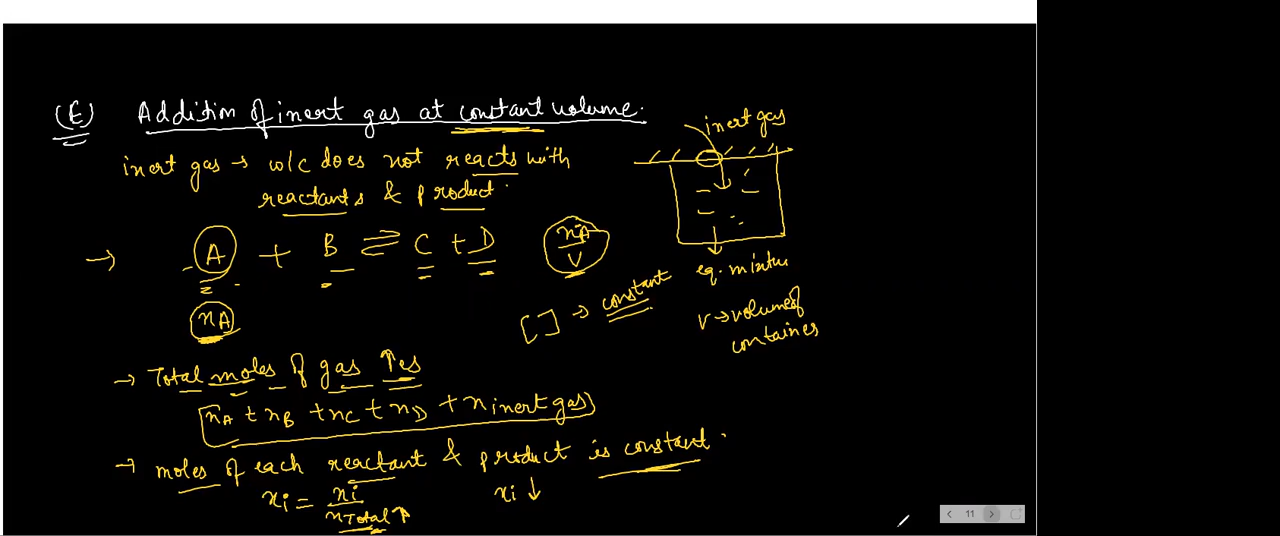 (E) Addition of inert gas at constant volume.
inert gas
inert gas → w/c does not reacts with
reactants & product.
→ A + B ⇌ C + D
nA/V
nA
eq. mixture
[ ] → constant
V → volume of
container
→ Total moles of gas ↑es
[nA + nB + nC + nD + n inert gas]
→ moles of each reactant & product is constant.
xi = ni/nTotal ↑
xi ↓
11